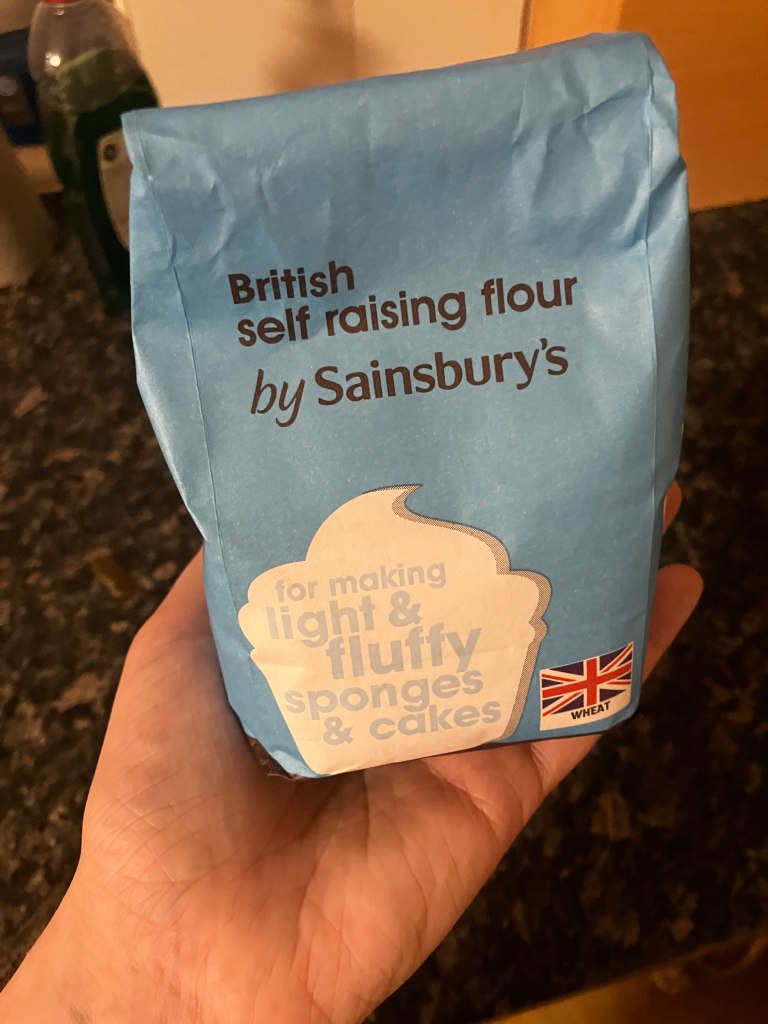 British
self raising flour
by Sainsbury's
for making
light &
fluffy
sponges
& cakes
WHEAT